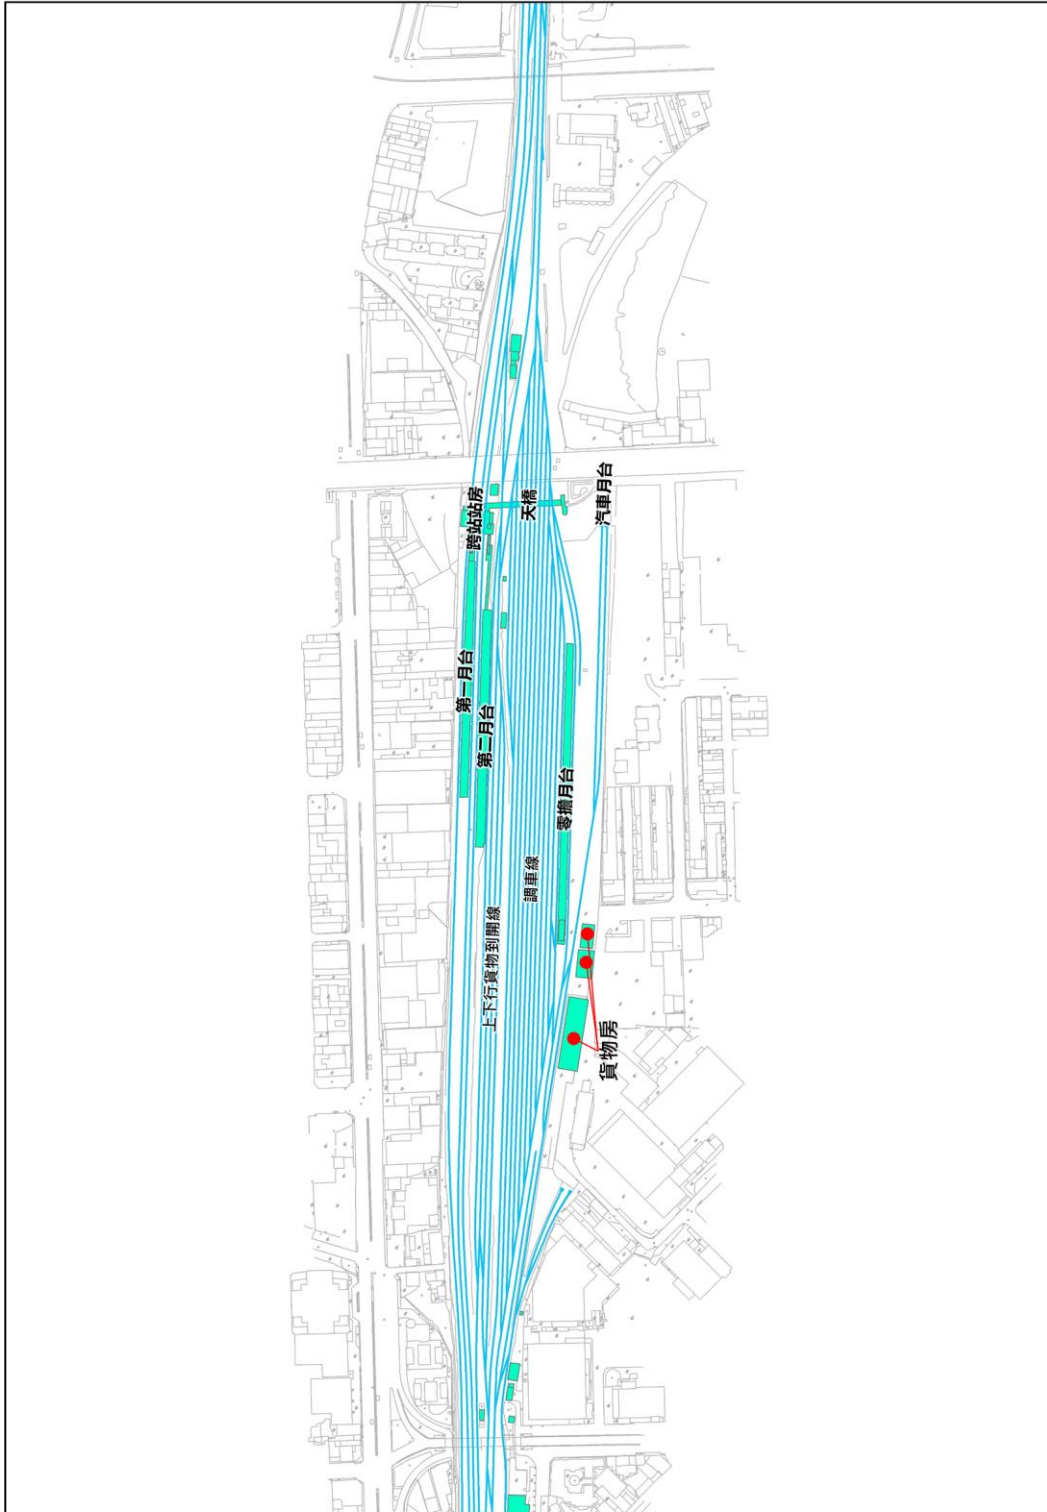 跨站站房
天橋
汽車月台
第一月台
第二月台
零擔月台
調車線
上下行貨物到開線
貨物房